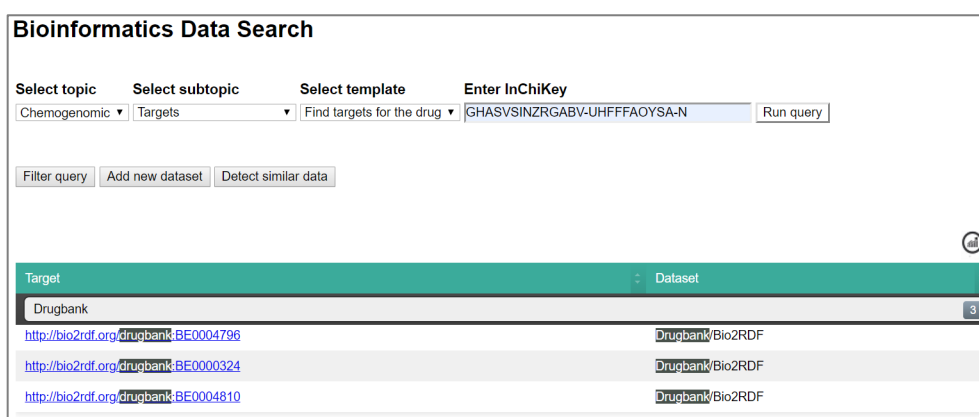 Bioinformatics Data Search
Select topic Select subtopic Select template Enter InChiKey
Chemogenomic Targets Find targets for the drug GHASVSINZRGABV-UHFFFAOYSA-N Run query
Filter query Add new dataset Detect similar data
Target Dataset
Drugbank 3
http://bio2rdf.org/drugbank:BE0004796 Drugbank/Bio2RDF
http://bio2rdf.org/drugbank:BE0000324 Drugbank/Bio2RDF
http://bio2rdf.org/drugbank:BE0004810 Drugbank/Bio2RDF